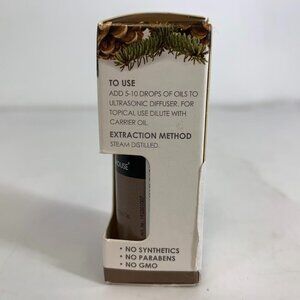 TO USE
ADD 5-10 DROPS OF OILS TO
ULTRASONIC DIFFUSER. FOR
TOPICAL USE DILUTE WITH
CARRIER OIL.
EXTRACTION METHOD
STEAM DISTILLED.
OUSE
• NO SYNTHETICS
• NO PARABENS
• NO GMO